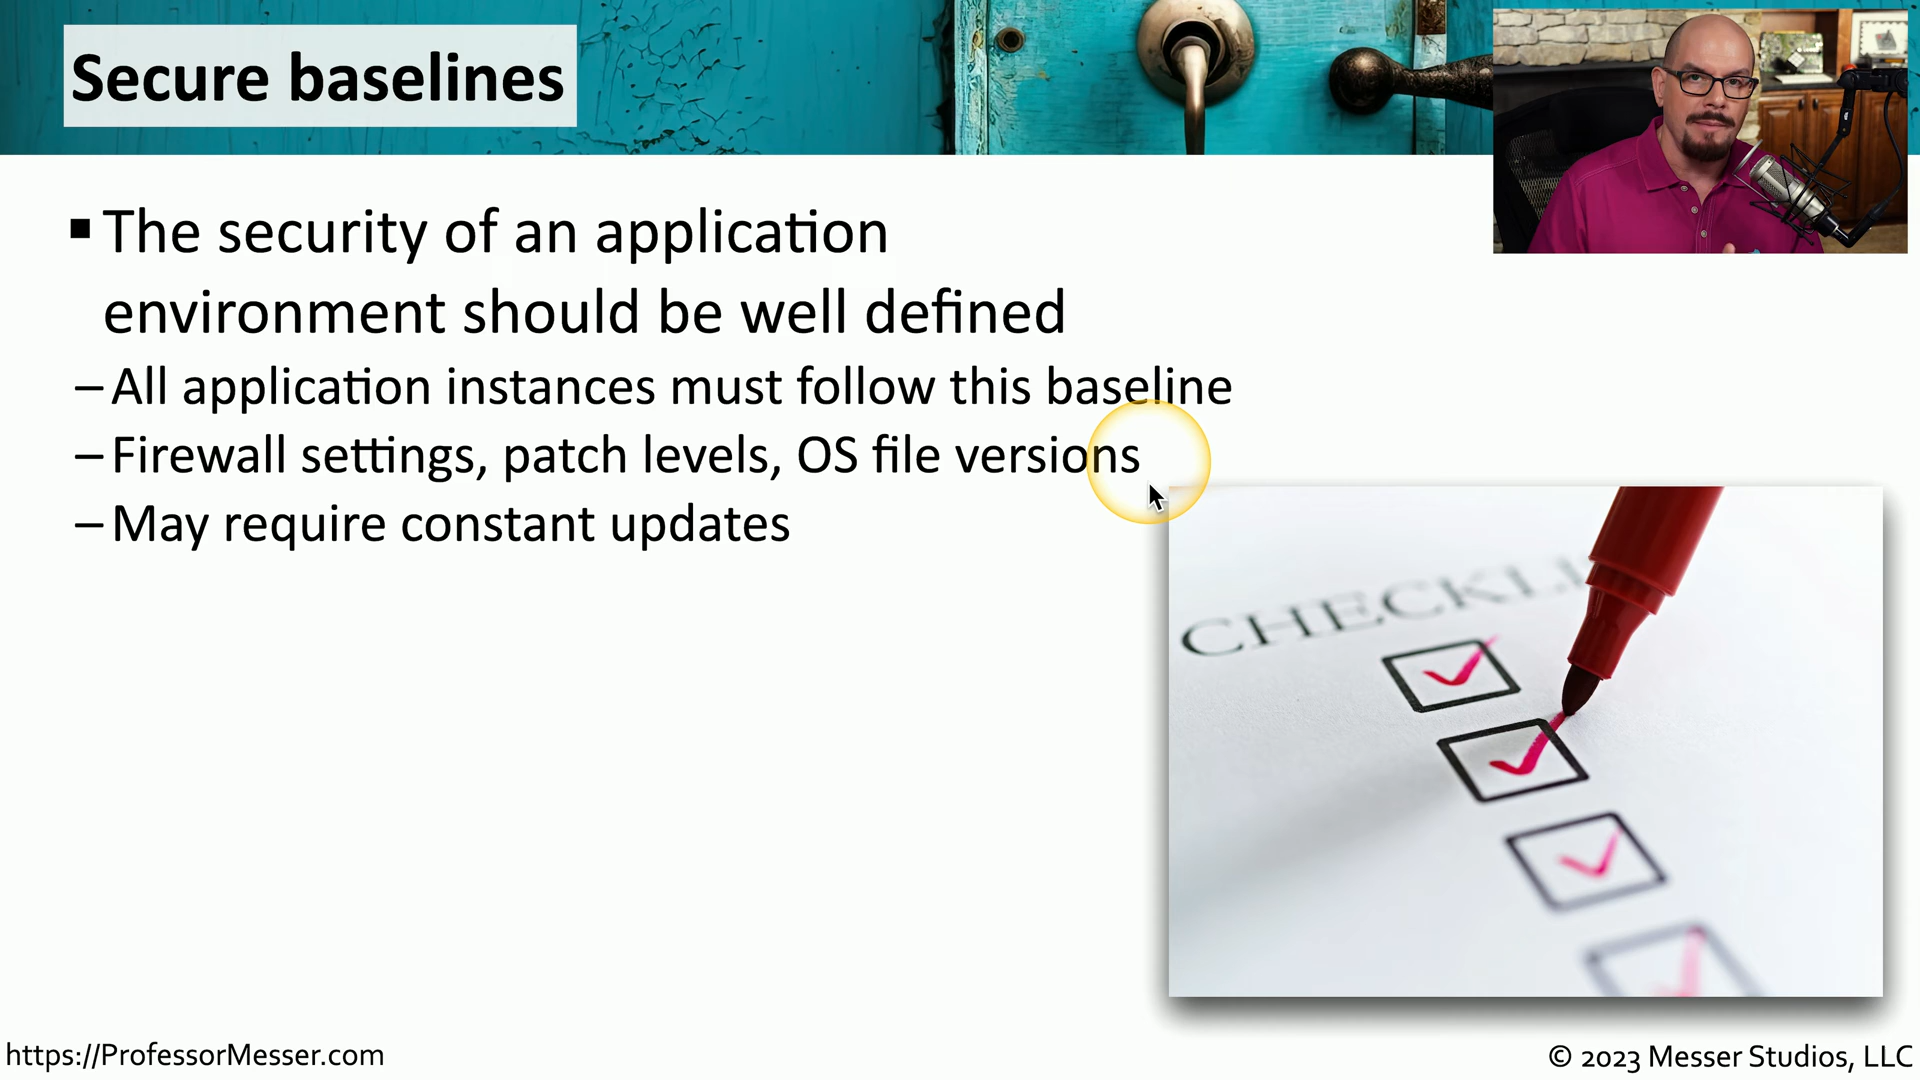 Secure baselines
▪ The security of an application
environment should be well defined
– All application instances must follow this baseline
– Firewall settings, patch levels, OS file versions
– May require constant updates
CHECKLI
https://ProfessorMesser.com
© 2023 Messer Studios, LLC